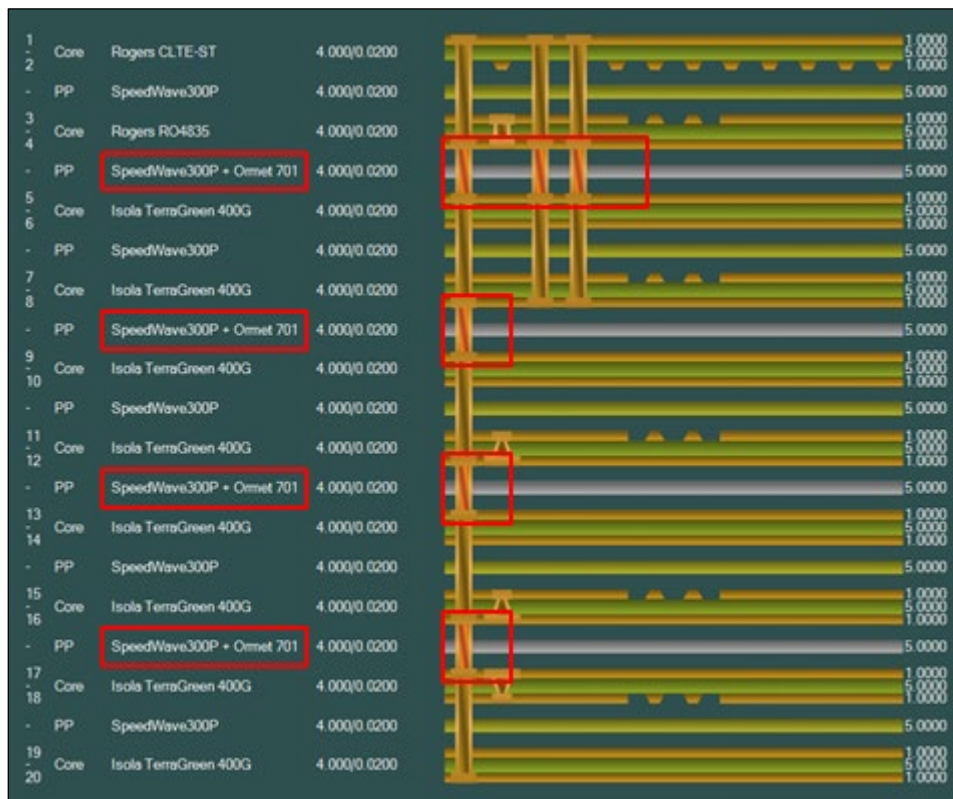 1 - 2 Core Rogers CLTE-ST 4.000/0.0200 1.0000 5.0000 1.0000
- PP SpeedWave300P 4.000/0.0200 5.0000
3 - 4 Core Rogers RO4835 4.000/0.0200 1.0000 5.0000 1.0000
- PP SpeedWave300P + Ormet 701 4.000/0.0200 5.0000
5 - 6 Core Isola TerraGreen 400G 4.000/0.0200 1.0000 5.0000 1.0000
- PP SpeedWave300P 4.000/0.0200 5.0000
7 - 8 Core Isola TerraGreen 400G 4.000/0.0200 1.0000 5.0000 1.0000
- PP SpeedWave300P + Ormet 701 4.000/0.0200 5.0000
9 - 10 Core Isola TerraGreen 400G 4.000/0.0200 1.0000 5.0000 1.0000
- PP SpeedWave300P 4.000/0.0200 5.0000
11 - 12 Core Isola TerraGreen 400G 4.000/0.0200 1.0000 5.0000 1.0000
- PP SpeedWave300P + Ormet 701 4.000/0.0200 5.0000
13 - 14 Core Isola TerraGreen 400G 4.000/0.0200 1.0000 5.0000 1.0000
- PP SpeedWave300P 4.000/0.0200 5.0000
15 - 16 Core Isola TerraGreen 400G 4.000/0.0200 1.0000 5.0000 1.0000
- PP SpeedWave300P + Ormet 701 4.000/0.0200 5.0000
17 - 18 Core Isola TerraGreen 400G 4.000/0.0200 1.0000 5.0000 1.0000
- PP SpeedWave300P 4.000/0.0200 5.0000
19 - 20 Core Isola TerraGreen 400G 4.000/0.0200 1.0000 5.0000 1.0000